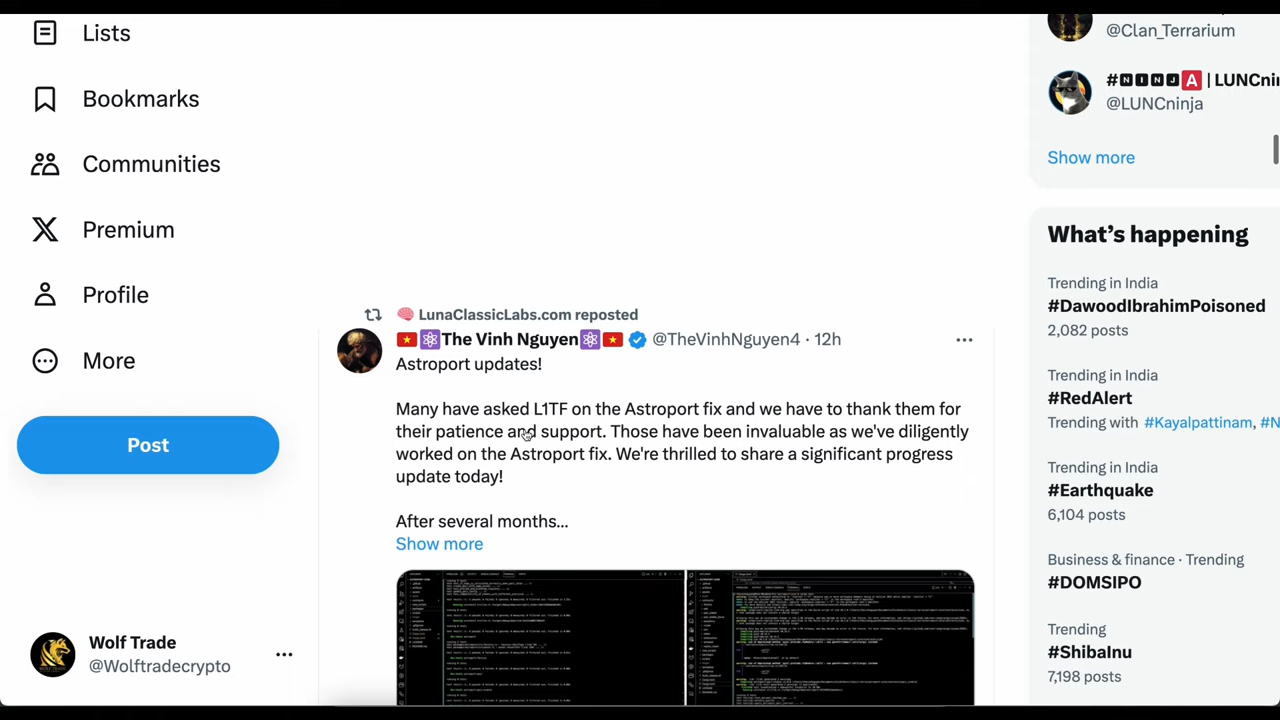 Lists
Bookmarks
Communities
Premium
Profile
More
Post
Wolf Trade
@Wolftradecrypto
LunaClassicLabs.com reposted
The Vinh Nguyen @TheVinhNguyen4 · 12h
Astroport updates!
Many have asked L1TF on the Astroport fix and we have to thank them for
their patience and support. Those have been invaluable as we've diligently
worked on the Astroport fix. We're thrilled to share a significant progress
update today!
After several months...
Show more
@Clan_Terrarium
#🅽🅸🅽🅹🅰 | LUNCnin
@LUNCninja
Show more
What's happening
Trending in India
#DawoodIbrahimPoisoned
2,082 posts
Trending in India
#RedAlert
Trending with #Kayalpattinam, #N
Trending in India
#Earthquake
6,104 posts
Business & finance · Trending
#DOMSIPO
Trending
#ShibaInu
7,198 posts